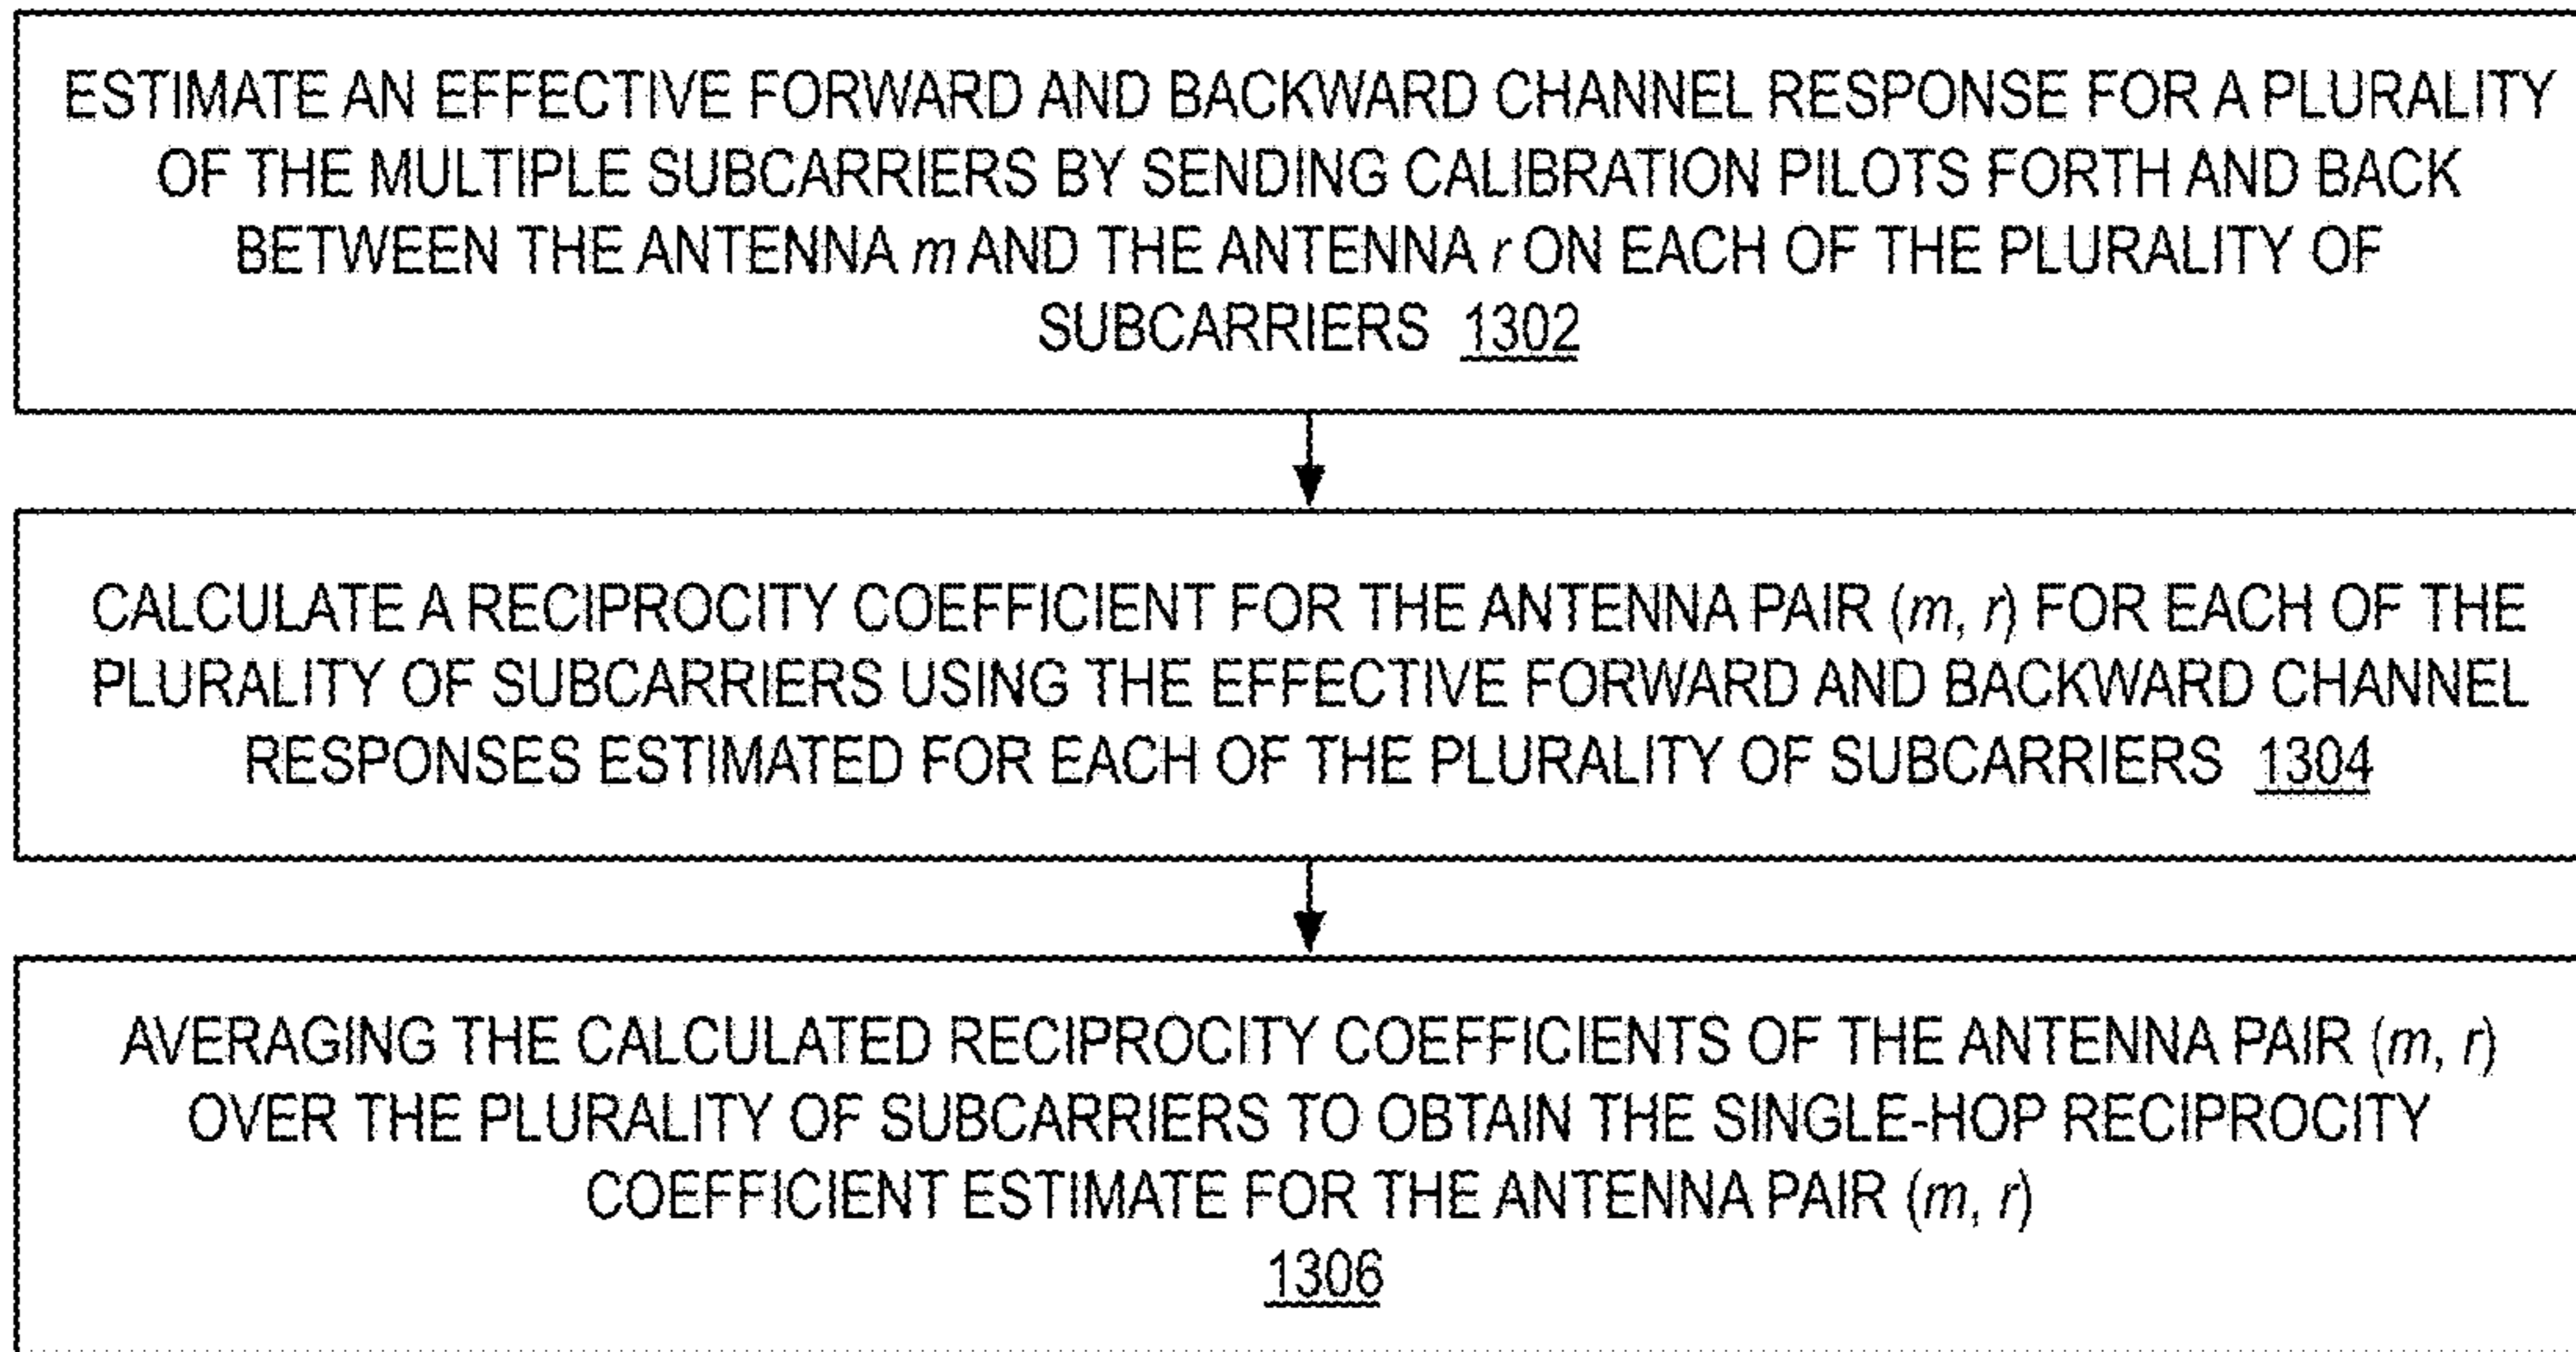 ESTIMATE AN EFFECTIVE FORWARD AND BACKWARD CHANNEL RESPONSE FOR A PLURALITY
OF THE MULTIPLE SUBCARRIERS BY SENDING CALIBRATION PILOTS FORTH AND BACK
BETWEEN THE ANTENNA m AND THE ANTENNA r ON EACH OF THE PLURALITY OF
SUBCARRIERS 1302
CALCULATE A RECIPROCITY COEFFICIENT FOR THE ANTENNA PAIR (m, r) FOR EACH OF THE
PLURALITY OF SUBCARRIERS USING THE EFFECTIVE FORWARD AND BACKWARD CHANNEL
RESPONSES ESTIMATED FOR EACH OF THE PLURALITY OF SUBCARRIERS 1304
AVERAGING THE CALCULATED RECIPROCITY COEFFICIENTS OF THE ANTENNA PAIR (m, r)
OVER THE PLURALITY OF SUBCARRIERS TO OBTAIN THE SINGLE-HOP RECIPROCITY
COEFFICIENT ESTIMATE FOR THE ANTENNA PAIR (m, r)
1306